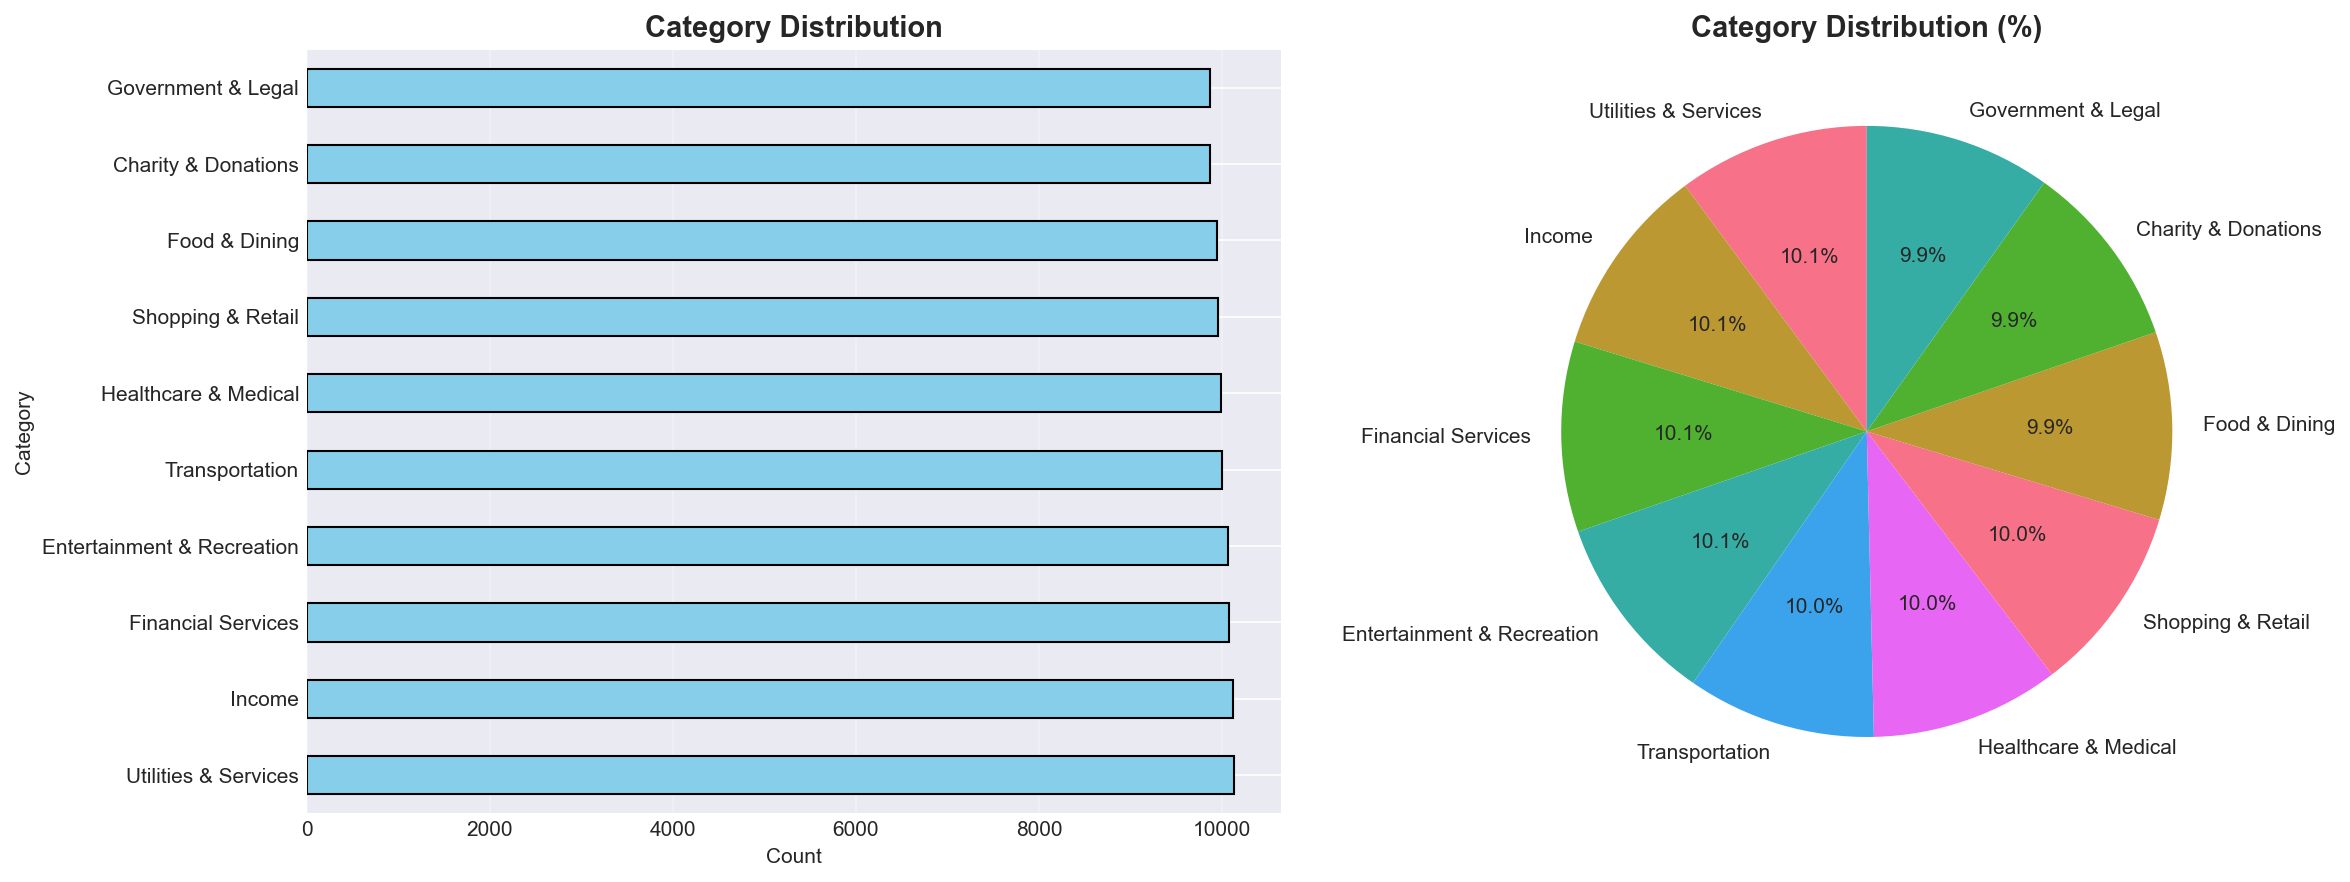 Category Distribution
Category
Government & Legal
Charity & Donations
Food & Dining
Shopping & Retail
Healthcare & Medical
Transportation
Entertainment & Recreation
Financial Services
Income
Utilities & Services
0 2000 4000 6000 8000 10000
Count
Category Distribution (%)
Utilities & Services
10.1%
Income
10.1%
Financial Services
10.1%
Entertainment & Recreation
10.1%
Transportation
10.0%
Healthcare & Medical
10.0%
Shopping & Retail
10.0%
Food & Dining
9.9%
Charity & Donations
9.9%
Government & Legal
9.9%